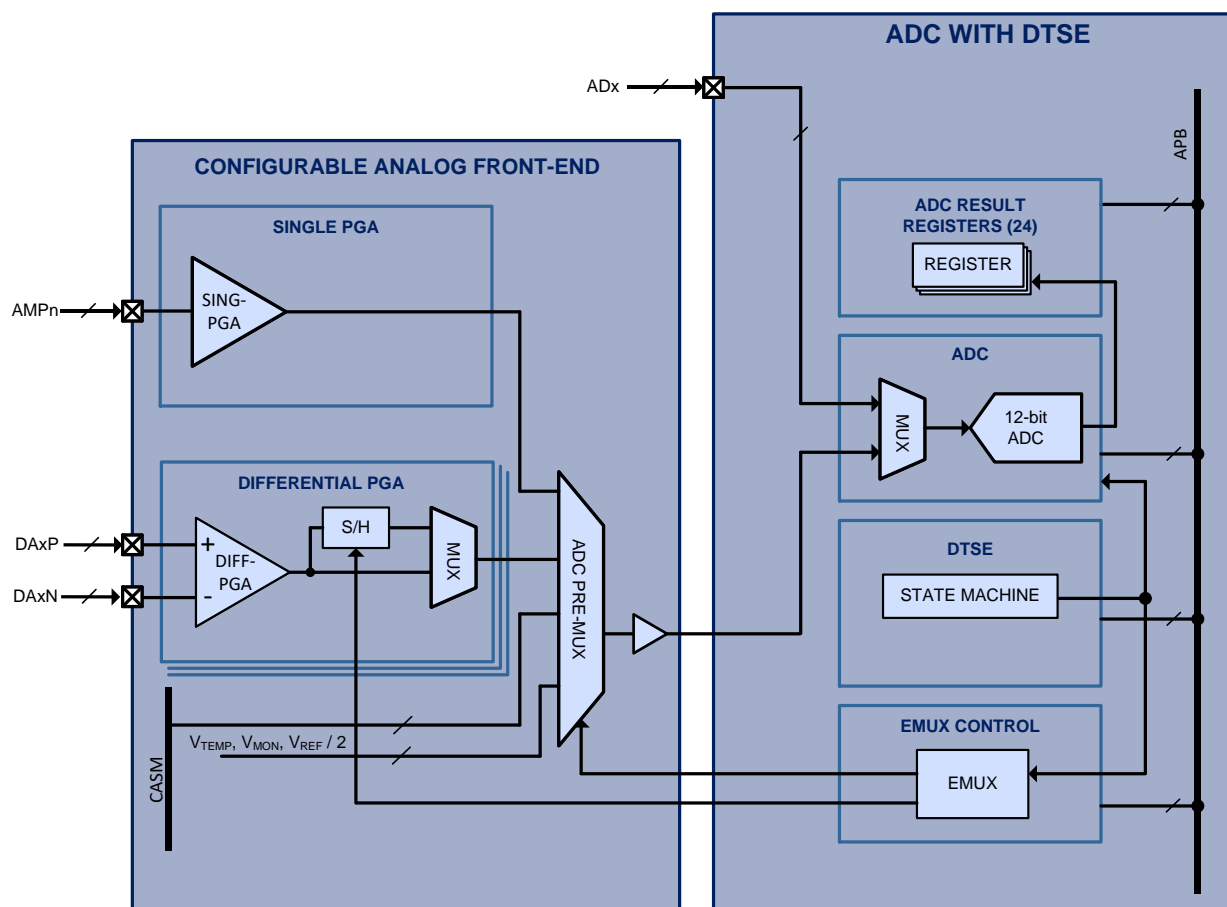 ADC WITH DTSE
ADx
APB
CONFIGURABLE ANALOG FRONT-END
SINGLE PGA
AMPn
SING-
PGA
DIFFERENTIAL PGA
DAxP
DAxN
+
-
DIFF-
PGA
S/H
MUX
ADC PRE-MUX
CASM
VTEMP, VMON, VREF / 2
ADC RESULT
REGISTERS (24)
REGISTER
ADC
MUX
12-bit
ADC
DTSE
STATE MACHINE
EMUX CONTROL
EMUX